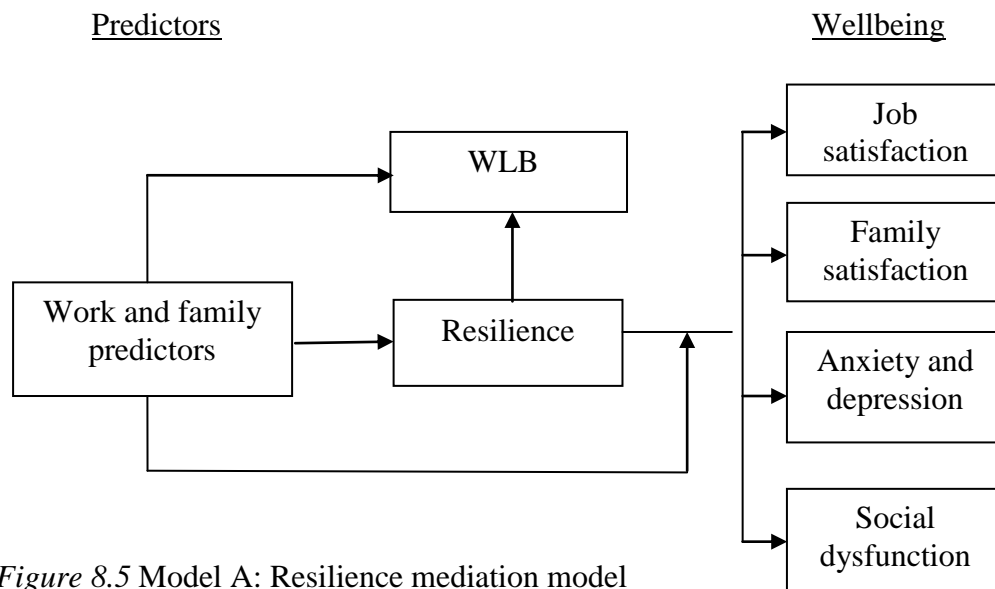 Predictors
Wellbeing
Job
satisfaction
WLB
Family
satisfaction
Work and family
predictors
Resilience
Anxiety and
depression
Social
dysfunction
Figure 8.5 Model A: Resilience mediation model